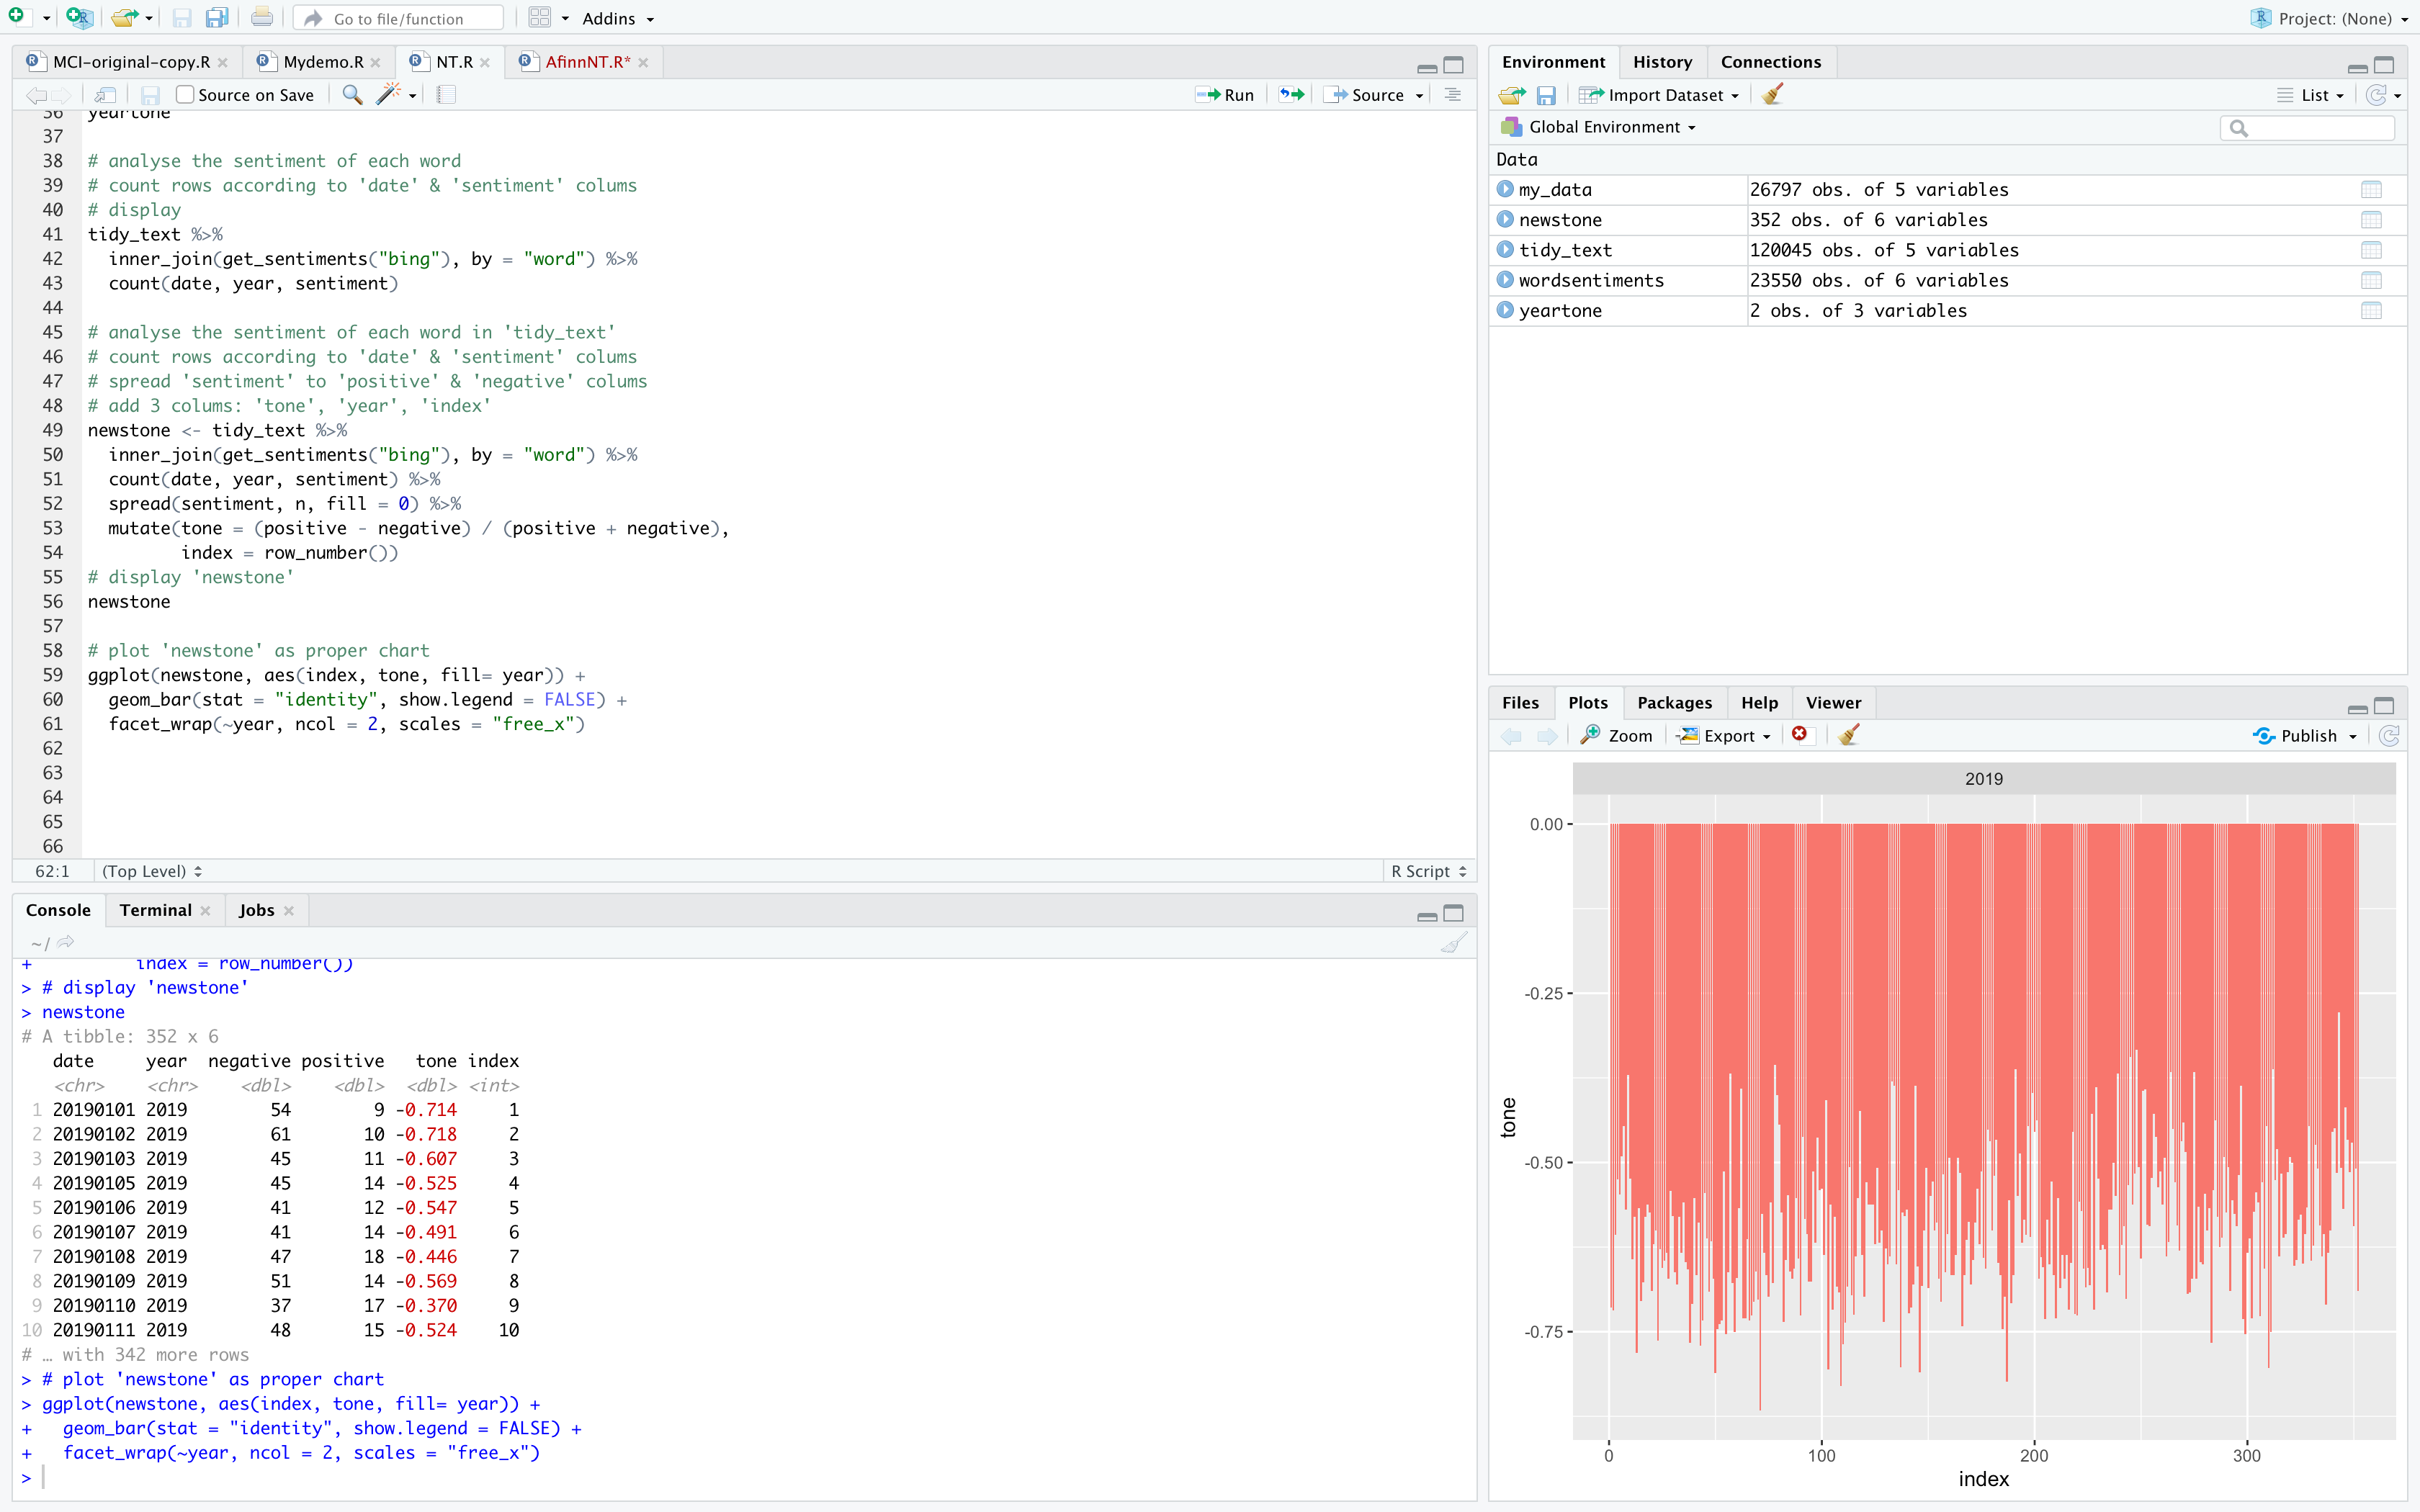 Go to file/function
Addins
Project: (None)
MCI-original-copy.R
Mydemo.R
NT.R
AfinnNT.R*
Source on Save
Run
Source
36 yeartone
37
38 # analyse the sentiment of each word
39 # count rows according to 'date' & 'sentiment' colums
40 # display
41 tidy_text %>%
42 inner_join(get_sentiments("bing"), by = "word") %>%
43 count(date, year, sentiment)
44
45 # analyse the sentiment of each word in 'tidy_text'
46 # count rows according to 'date' & 'sentiment' colums
47 # spread 'sentiment' to 'positive' & 'negative' colums
48 # add 3 colums: 'tone', 'year', 'index'
49 newstone <- tidy_text %>%
50 inner_join(get_sentiments("bing"), by = "word") %>%
51 count(date, year, sentiment) %>%
52 spread(sentiment, n, fill = 0) %>%
53 mutate(tone = (positive - negative) / (positive + negative),
54 index = row_number())
55 # display 'newstone'
56 newstone
57
58 # plot 'newstone' as proper chart
59 ggplot(newstone, aes(index, tone, fill= year)) +
60 geom_bar(stat = "identity", show.legend = FALSE) +
61 facet_wrap(~year, ncol = 2, scales = "free_x")
62
63
64
65
66
62:1 (Top Level) R Script
Console Terminal Jobs
~/
+ index = row_number())
> # display 'newstone'
> newstone
# A tibble: 352 x 6
date year negative positive tone index
<chr> <chr> <dbl> <dbl> <dbl> <int>
1 20190101 2019 54 9 -0.714 1
2 20190102 2019 61 10 -0.718 2
3 20190103 2019 45 11 -0.607 3
4 20190105 2019 45 14 -0.525 4
5 20190106 2019 41 12 -0.547 5
6 20190107 2019 41 14 -0.491 6
7 20190108 2019 47 18 -0.446 7
8 20190109 2019 51 14 -0.569 8
9 20190110 2019 37 17 -0.370 9
10 20190111 2019 48 15 -0.524 10
# … with 342 more rows
> # plot 'newstone' as proper chart
> ggplot(newstone, aes(index, tone, fill= year)) +
+ geom_bar(stat = "identity", show.legend = FALSE) +
+ facet_wrap(~year, ncol = 2, scales = "free_x")
>
Environment History Connections
Import Dataset
List
Global Environment
Data
my_data 26797 obs. of 5 variables
newstone 352 obs. of 6 variables
tidy_text 120045 obs. of 5 variables
wordsentiments 23550 obs. of 6 variables
yeartone 2 obs. of 3 variables
Files Plots Packages Help Viewer
Zoom Export Publish
2019
0.00
-0.25
-0.50
-0.75
tone
0 100 200 300
index